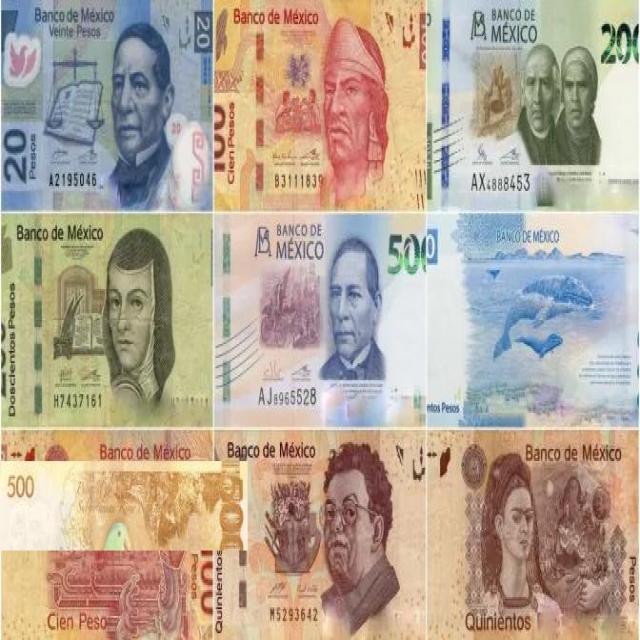 Banco de México
Veinte Pesos
20
20
Pesos
A2195046
Banco de México
100
Cien Pesos
B3111839
BANCO DE
MÉXICO
200
AX4888453
Banco de México
Doscientos Pesos
H7437161
BANCO DE
MÉXICO
500
AJ8965528
BANCO DE MÉXICO
ntos Pesos
Banco de México
500
Cien Peso
Pesos
100
Banco de México
Quinientos
M5293642
Banco de México
Quinientos
Pesos